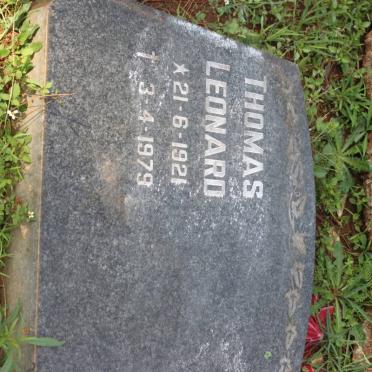 THOMAS
LEONARD
★ 21·6·1921
† 3·4·1979